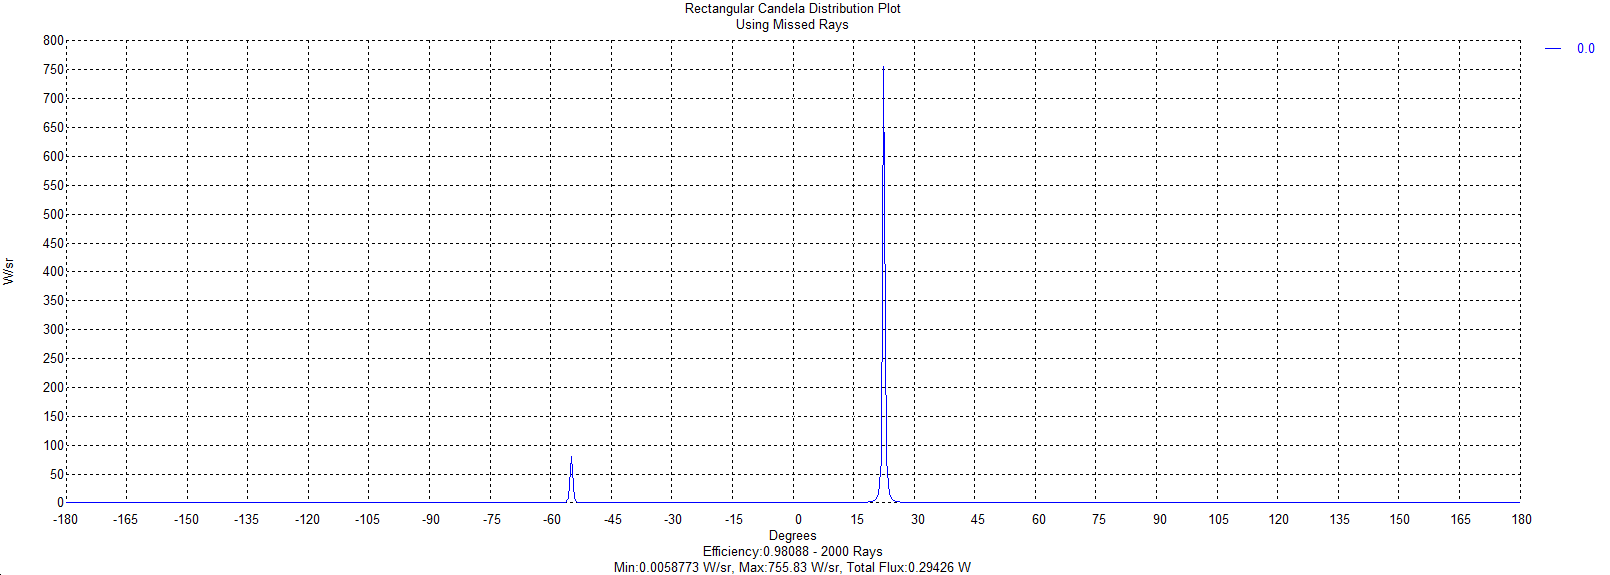 Rectangular Candela Distribution Plot
Using Missed Rays
0.0
800
750
700
650
600
550
500
450
400
350
300
250
200
150
100
50
0
W/sr
-180 -165 -150 -135 -120 -105 -90 -75 -60 -45 -30 -15 0 15 30 45 60 75 90 105 120 135 150 165 180
Degrees
Efficiency:0.98088 - 2000 Rays
Min:0.0058773 W/sr, Max:755.83 W/sr, Total Flux:0.29426 W